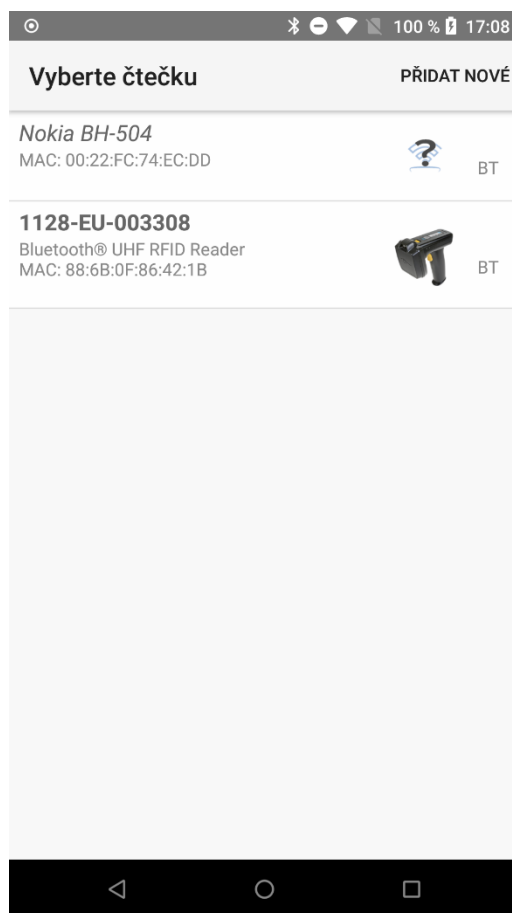 100 % 17:08
Vyberte čtečku
PŘIDAT NOVÉ
Nokia BH-504
MAC: 00:22:FC:74:EC:DD
BT
1128-EU-003308
Bluetooth® UHF RFID Reader
MAC: 88:6B:0F:86:42:1B
BT